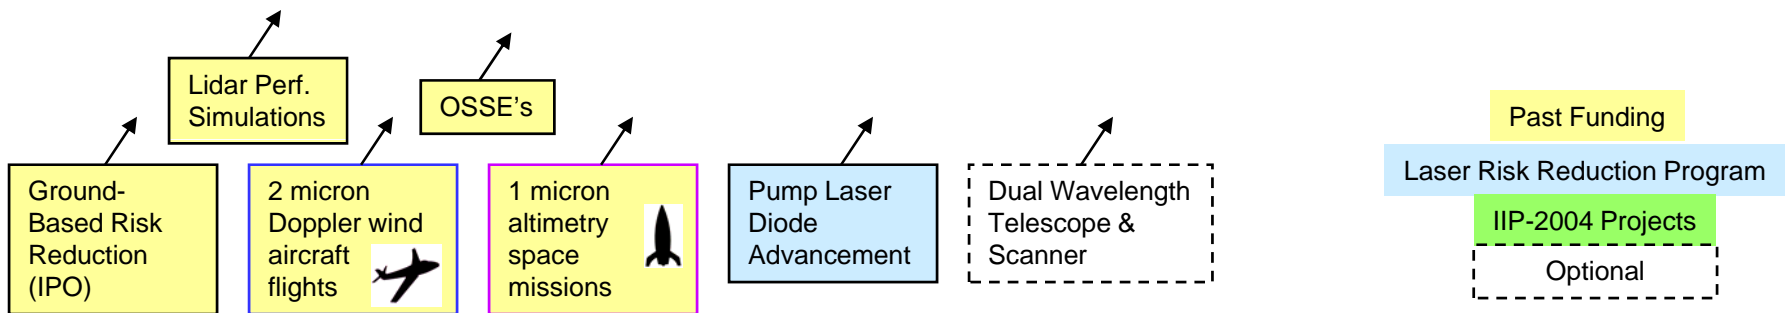 Lidar Perf.
Simulations
OSSE's
Ground-
Based Risk
Reduction
(IPO)
2 micron
Doppler wind
aircraft
flights
1 micron
altimetry
space
missions
Pump Laser
Diode
Advancement
Dual Wavelength
Telescope &
Scanner
Past Funding
Laser Risk Reduction Program
IIP-2004 Projects
Optional